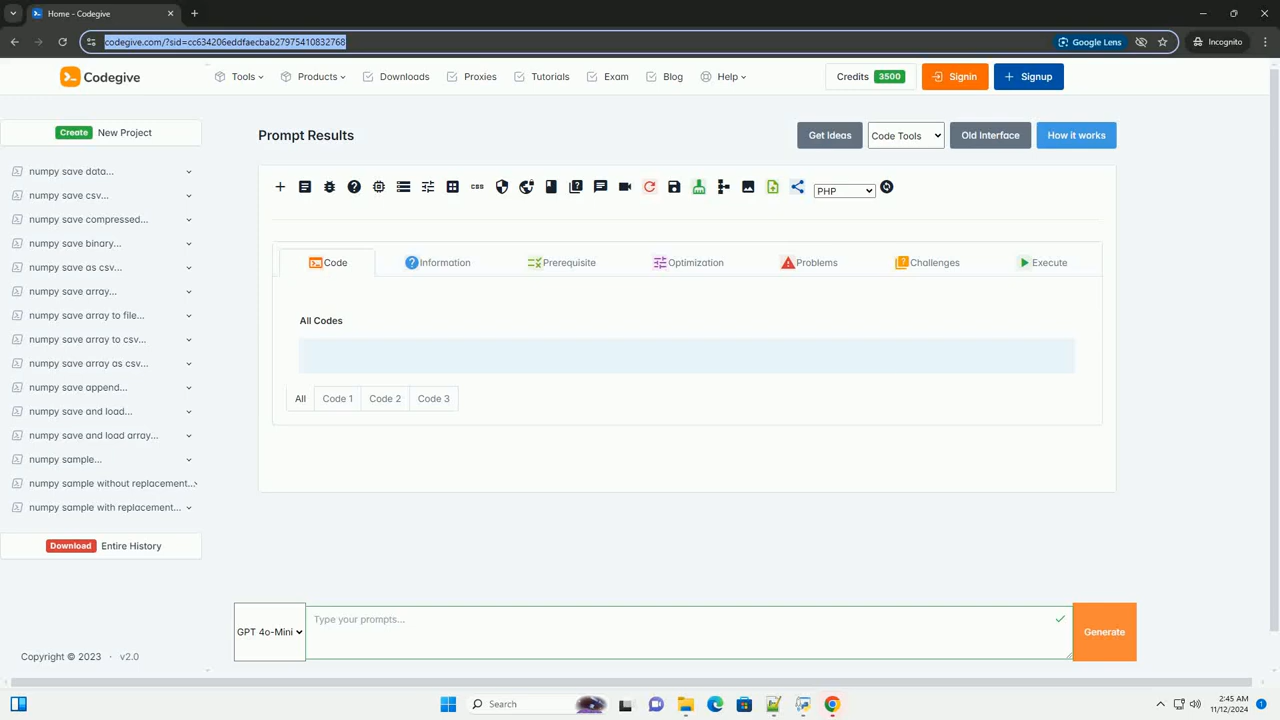 Home - Codegive
codegive.com/?sid=cc634206eddfaecbab27975410832768
Google Lens
Incognito
Codegive
Tools
Products
Downloads
Proxies
Tutorials
Exam
Blog
Help
Credits 3500
Signin
Signup
Create New Project
numpy save data...
numpy save csv...
numpy save compressed...
numpy save binary...
numpy save as csv...
numpy save array...
numpy save array to file...
numpy save array to csv...
numpy save array as csv...
numpy save append...
numpy save and load...
numpy save and load array...
numpy sample...
numpy sample without replacement...
numpy sample with replacement...
Download Entire History
Copyright © 2023 · v2.0
Prompt Results
Get Ideas
Code Tools
Old Interface
How it works
CSS
PHP
Code
Information
Prerequisite
Optimization
Problems
Challenges
Execute
All Codes
All
Code 1
Code 2
Code 3
GPT 4o-Mini
Type your prompts...
Generate
Search
2:45 AM
11/12/2024